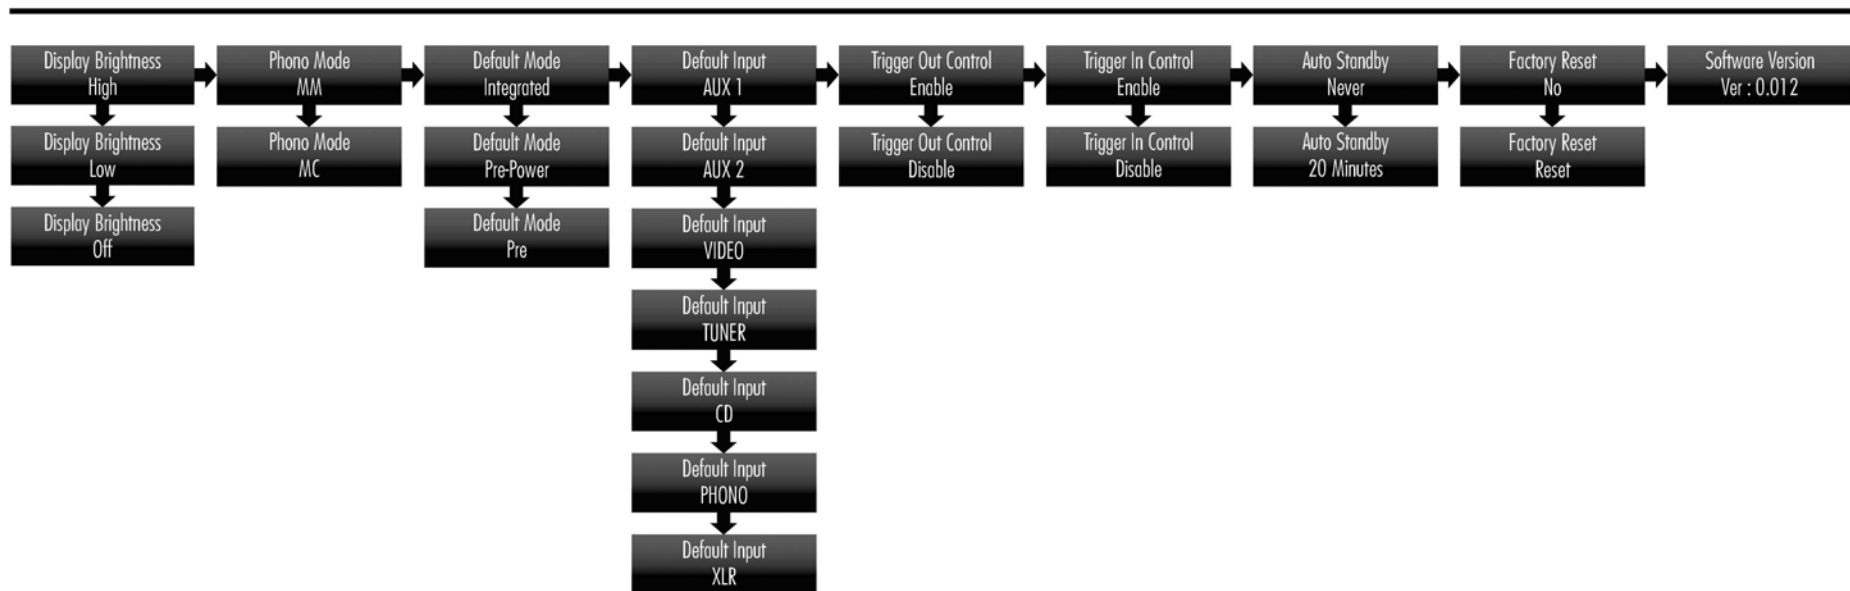 Display Brightness
High
Phono Mode
MM
Default Mode
Integrated
Default Input
AUX 1
Trigger Out Control
Enable
Trigger In Control
Enable
Auto Standby
Never
Factory Reset
No
Software Version
Ver : 0.012
Display Brightness
Low
Phono Mode
MC
Default Mode
Pre-Power
Default Input
AUX 2
Trigger Out Control
Disable
Trigger In Control
Disable
Auto Standby
20 Minutes
Factory Reset
Reset
Display Brightness
Off
Default Mode
Pre
Default Input
VIDEO
Default Input
TUNER
Default Input
CD
Default Input
PHONO
Default Input
XLR